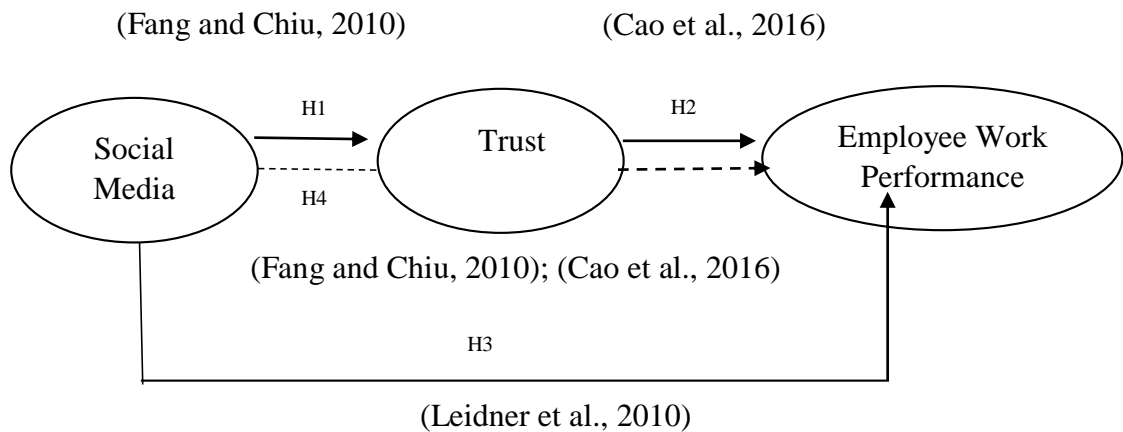 (Fang and Chiu, 2010)
(Cao et al., 2016)
H1
H2
Social
Media
Trust
Employee Work
Performance
H4
(Fang and Chiu, 2010); (Cao et al., 2016)
H3
(Leidner et al., 2010)